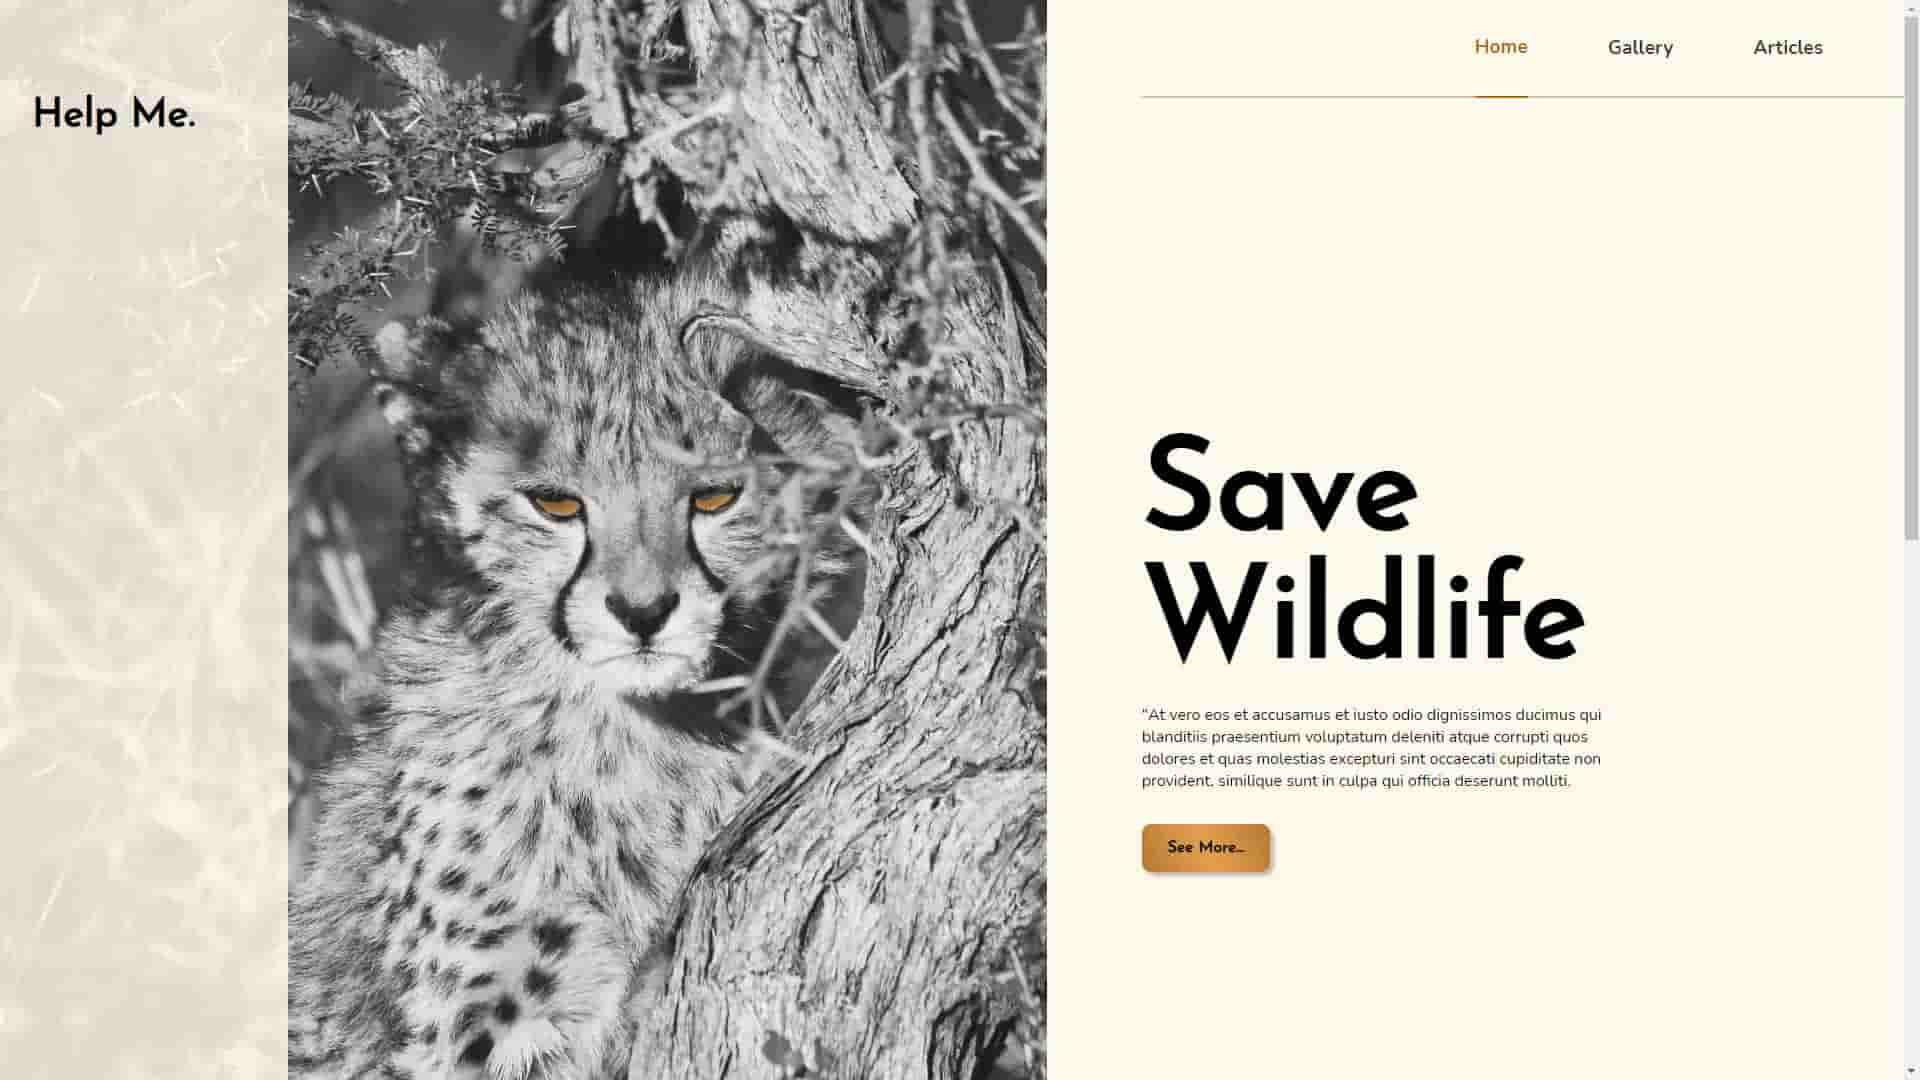 Help Me.
Home
Gallery
Articles
Save
Wildlife
"At vero eos et accusamus et iusto odio dignissimos ducimus qui
blanditiis praesentium voluptatum deleniti atque corrupti quos
dolores et quas molestias excepturi sint occaecati cupiditate non
provident, similique sunt in culpa qui officia deserunt molliti.
See More...